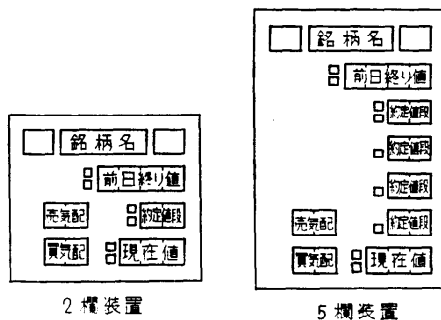 銘柄名
前日終り値
売気配 約定値段
買気配 現在値
2欄装置
銘柄名
前日終り値
約定値段
約定値段
約定値段
売気配 約定値段
買気配 現在値
5欄装置